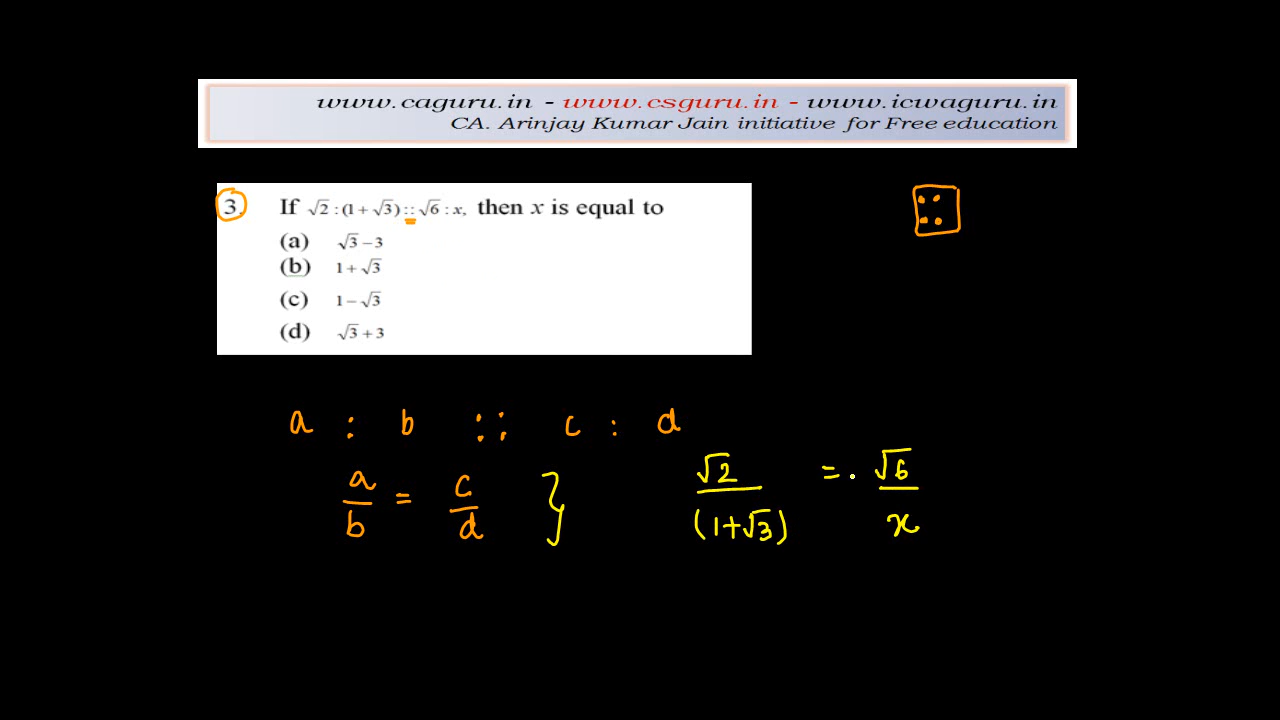 www.caguru.in - www.csguru.in - www.icwaguru.in
CA. Arinjay Kumar Jain initiative for Free education
3. If √2 : (1 + √3) :: √6 : x, then x is equal to
(a) √3 – 3
(b) 1 + √3
(c) 1 – √3
(d) √3 + 3
a : b :: c : d
a/b = c/d } √2/(1+√3) = . √6/x